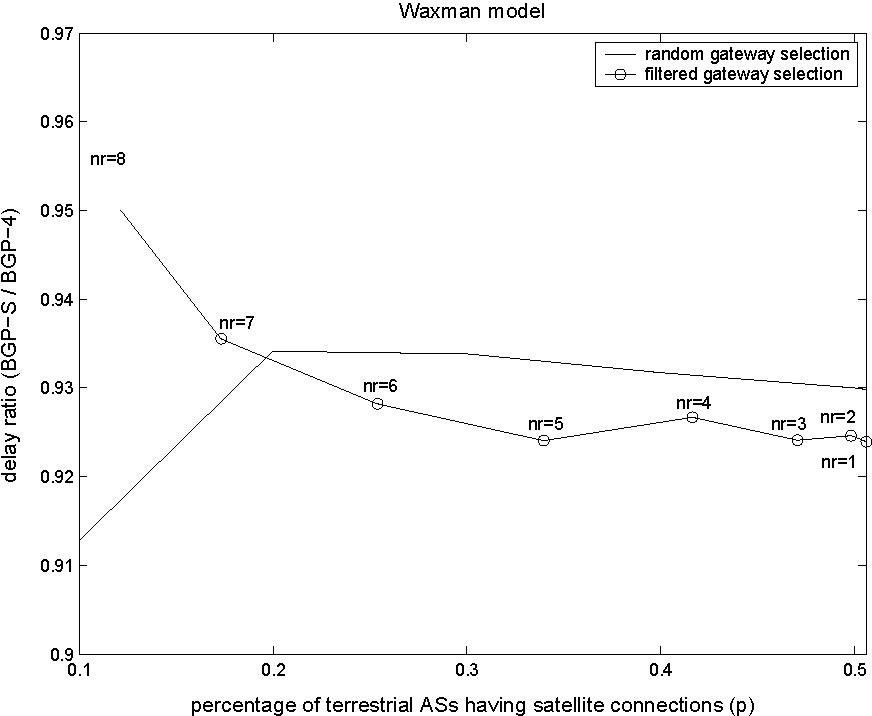 Waxman model
random gateway selection
filtered gateway selection
delay ratio (BGP−S / BGP−4)
0.97
0.96
0.95
0.94
0.93
0.92
0.91
0.9
nr=8
nr=7
nr=6
nr=5
nr=4
nr=3
nr=2
nr=1
0.1
0.2
0.3
0.4
0.5
percentage of terrestrial ASs having satellite connections (p)